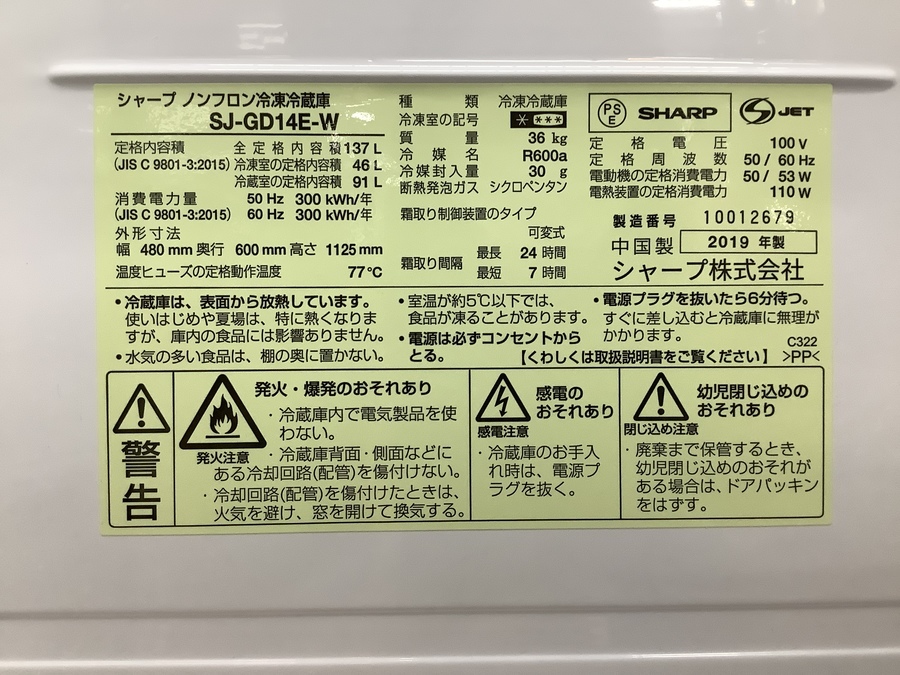 シャープ ノンフロン冷凍冷蔵庫
SJ-GD14E-W
定格内容積 全定格内容積 137 L
(JIS C 9801-3:2015) 冷凍室の定格内容積 46 L
冷蔵室の定格内容積 91 L
消費電力量 50 Hz 300 kWh/年
(JIS C 9801-3:2015) 60 Hz 300 kWh/年
外形寸法
幅 480 mm 奥行 600 mm 高さ 1125 mm
温度ヒューズの定格動作温度 77℃
種類 冷凍冷蔵庫
冷凍室の記号 ****
質量 36 kg
冷媒名 R600a
冷媒封入量 30 g
断熱発泡ガス シクロペンタン
霜取り制御装置のタイプ
可変式
霜取り間隔 最長 24 時間
最短 7 時間
PSE SHARP
S JET
定格電圧 100 V
定格周波数 50 / 60 Hz
電動機の定格消費電力 50 / 53 W
電熱装置の定格消費電力 110 W
製造番号 10012679
中国製 2019 年製
シャープ株式会社
・冷蔵庫は、表面から放熱しています。
使いはじめや夏場は、特に熱くなりま
すが、庫内の食品には影響ありません。
・水気の多い食品は、棚の奥に置かない。
・室温が約5℃以下では、
食品が凍ることがあります。
・電源は必ずコンセントから
とる。
・電源プラグを抜いたら6分待つ。
すぐに差し込むと冷蔵庫に無理が
かかります。
C322
【くわしくは取扱説明書をご覧ください】 >PP<
警告
発火注意
発火・爆発のおそれあり
・冷蔵庫内で電気製品を使
わない。
・冷蔵庫背面・側面などに
ある冷却回路(配管)を傷付けない。
・冷却回路(配管)を傷付けたときは、
火気を避け、窓を開けて換気する。
感電注意
感電の
おそれあり
・冷蔵庫のお手入
れ時は、電源プ
ラグを抜く。
閉じ込め注意
幼児閉じ込めの
おそれあり
・廃棄まで保管するとき、
幼児閉じ込めのおそれが
ある場合は、ドアパッキン
をはずす。